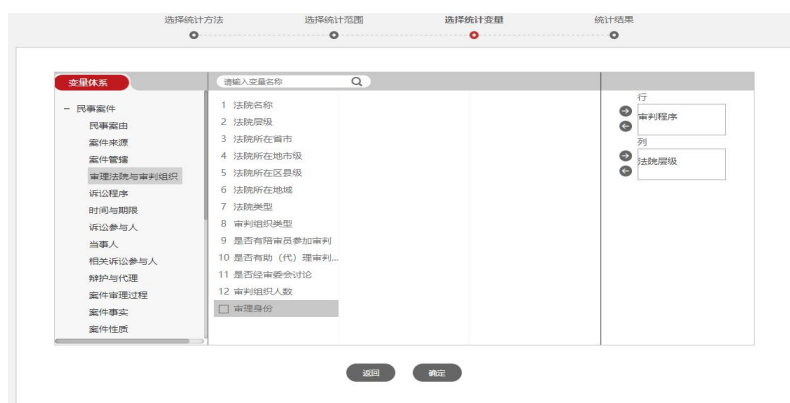 选择统计方法 选择统计范围 选择统计变量 统计结果
变量体系
请输入变量名称
− 民事案件
民事案由
案件来源
案件管辖
审理法院与审判组织
诉讼程序
时间与期限
诉讼参与人
当事人
相关诉讼参与人
辩护与代理
案件审理过程
案件事实
案件性质
1 法院名称
2 法院层级
3 法院所在省市
4 法院所在地市级
5 法院所在区县级
6 法院所在地域
7 法院类型
8 审判组织类型
9 是否有陪审员参加审判
10 是否有助（代）理审判...
11 是否经审委会讨论
12 审判组织人数
审理身份
行
审判程序
列
法院层级
返回 确定